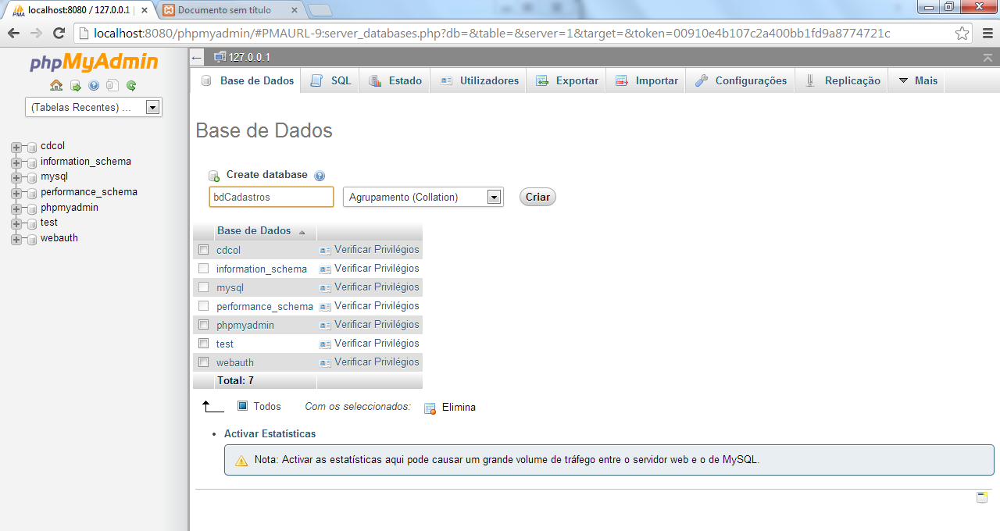 localhost:8080 / 127.0.0.1 |
Documento sem título
localhost:8080/phpmyadmin/#PMAURL-9:server_databases.php?db=&table=&server=1&target=&token=00910e4b107c2a400bb1fd9a8774721c
phpMyAdmin
(Tabelas Recentes) ...
cdcol
information_schema
mysql
performance_schema
phpmyadmin
test
webauth
127.0.0.1
Base de Dados SQL Estado Utilizadores Exportar Importar Configurações Replicação Mais
Base de Dados
Create database
bdCadastros Agrupamento (Collation) Criar
Base de Dados
cdcol Verificar Privilégios
information_schema Verificar Privilégios
mysql Verificar Privilégios
performance_schema Verificar Privilégios
phpmyadmin Verificar Privilégios
test Verificar Privilégios
webauth Verificar Privilégios
Total: 7
Todos Com os seleccionados: Elimina
• Activar Estatísticas
Nota: Activar as estatísticas aqui pode causar um grande volume de tráfego entre o servidor web e o de MySQL.